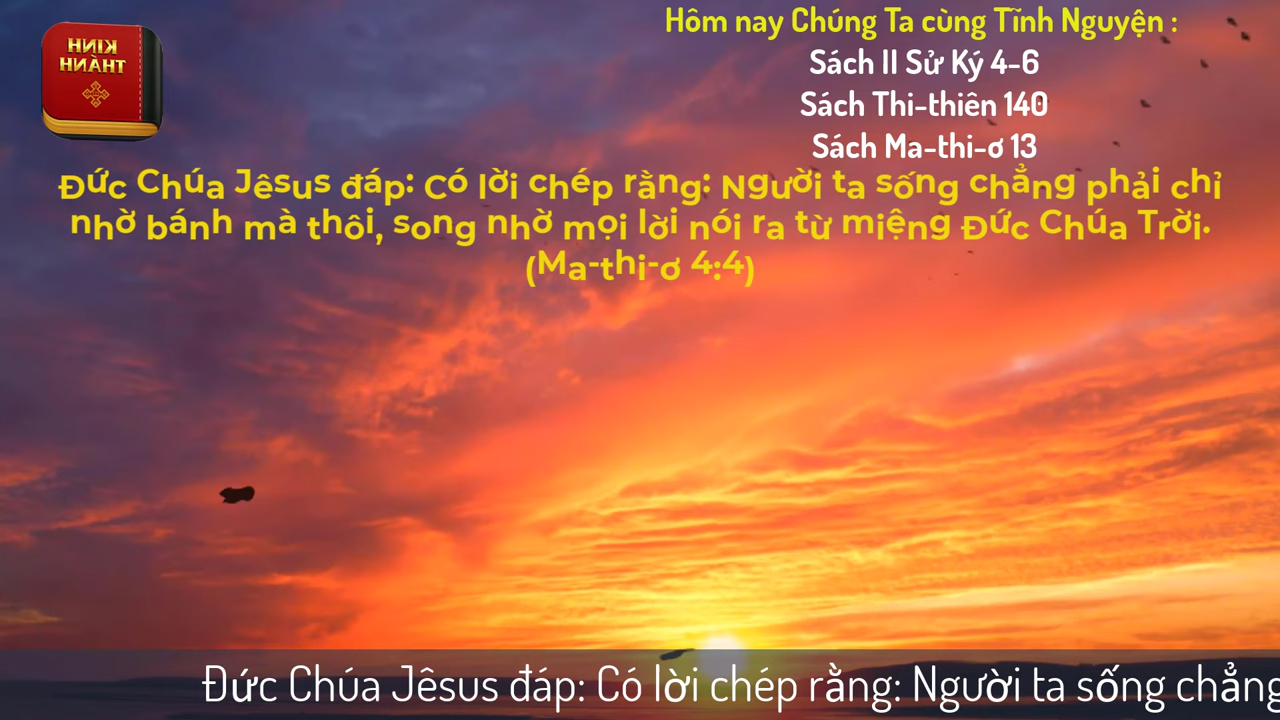 KINH
THÁNH
Hôm nay Chúng Ta cùng Tĩnh Nguyện :
Sách II Sử Ký 4-6
Sách Thi-thiên 140
Sách Ma-thi-ơ 13
Đức Chúa Jêsus đáp: Có lời chép rằng: Người ta sống chẳng phải chỉ
nhờ bánh mà thôi, song nhờ mọi lời nói ra từ miệng Đức Chúa Trời.
(Ma-thi-ơ 4:4)
Đức Chúa Jêsus đáp: Có lời chép rằng: Người ta sống chẳng